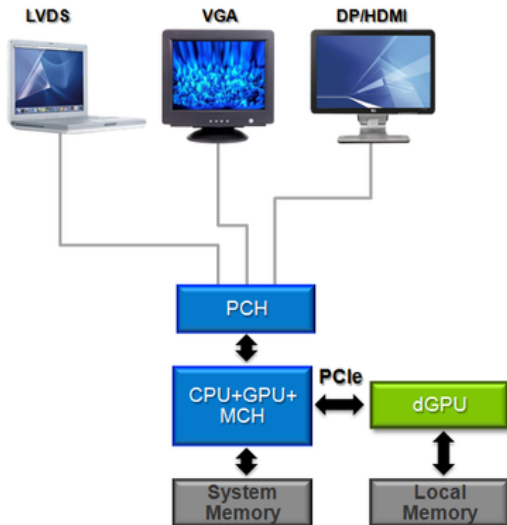 LVDS
VGA
DP/HDMI
PCH
CPU+GPU+
MCH
PCIe
dGPU
System
Memory
Local
Memory